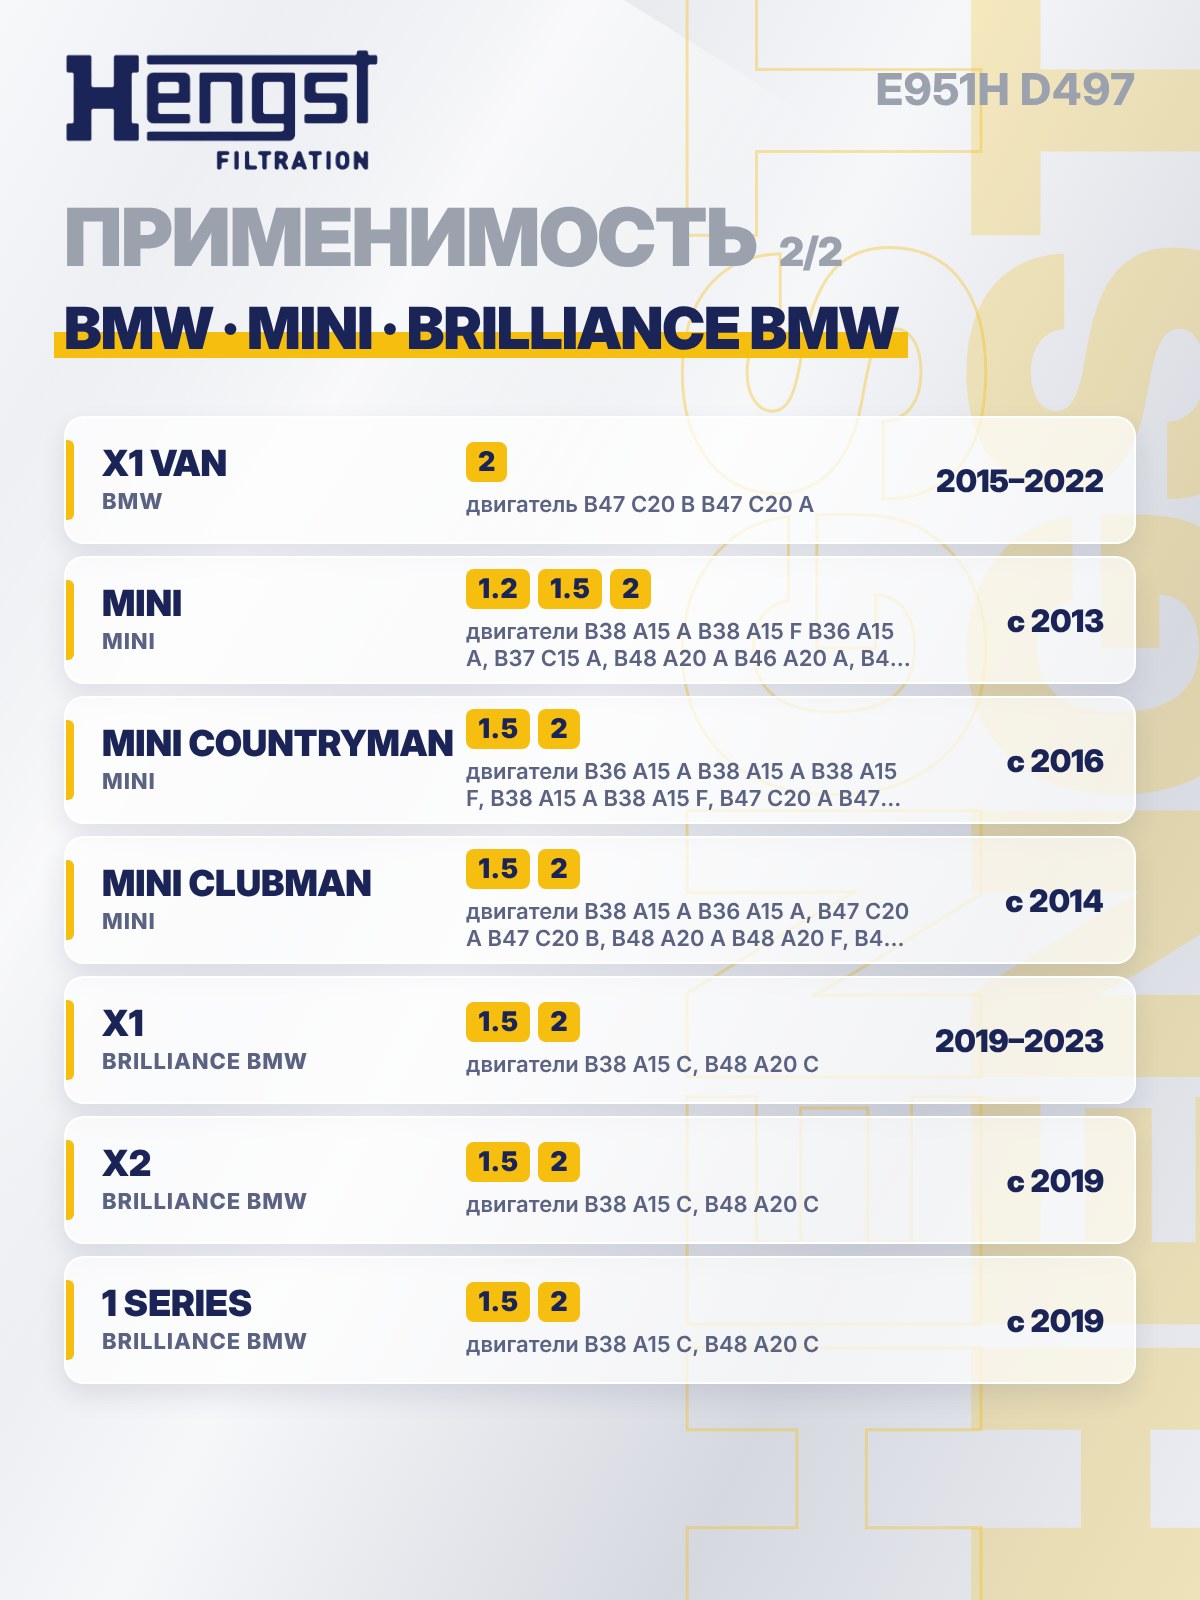 Hengst
FILTRATION
E951H D497
ПРИМЕНИМОСТЬ 2/2
BMW · MINI · BRILLIANCE BMW
X1 VAN
BMW
2
двигатель B47 C20 B B47 C20 A
2015–2022
MINI
MINI
1.2 1.5 2
двигатели B38 A15 A B38 A15 F B36 A15
A, B37 C15 A, B48 A20 A B46 A20 A, B4...
с 2013
MINI COUNTRYMAN
MINI
1.5 2
двигатели B36 A15 A B38 A15 A B38 A15
F, B38 A15 A B38 A15 F, B47 C20 A B47...
с 2016
MINI CLUBMAN
MINI
1.5 2
двигатели B38 A15 A B36 A15 A, B47 C20
A B47 C20 B, B48 A20 A B48 A20 F, B4...
с 2014
X1
BRILLIANCE BMW
1.5 2
двигатели B38 A15 C, B48 A20 C
2019–2023
X2
BRILLIANCE BMW
1.5 2
двигатели B38 A15 C, B48 A20 C
с 2019
1 SERIES
BRILLIANCE BMW
1.5 2
двигатели B38 A15 C, B48 A20 C
с 2019
HENGST
HENGST